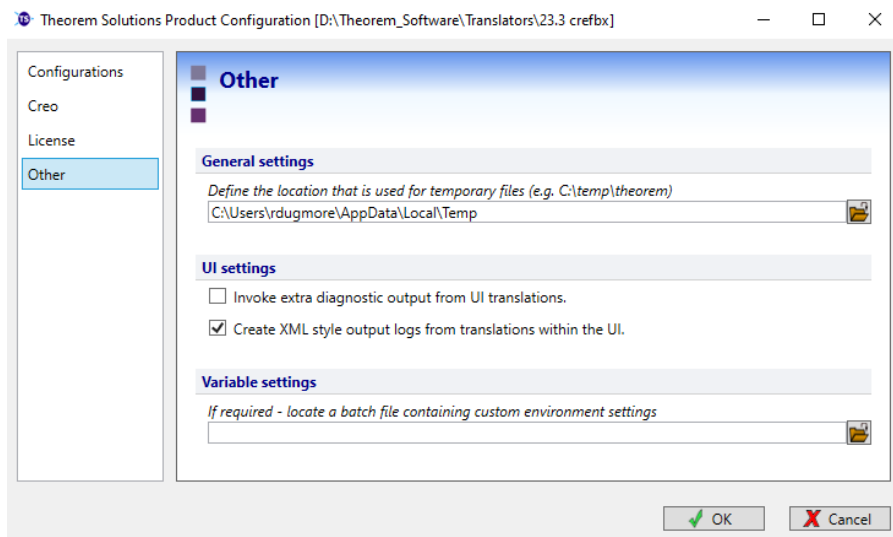 Theorem Solutions Product Configuration [D:\Theorem_Software\Translators\23.3 crefbx]
Configurations
Creo
License
Other
Other
General settings
Define the location that is used for temporary files (e.g. C:\temp\theorem)
C:\Users\rdugmore\AppData\Local\Temp
UI settings
Invoke extra diagnostic output from UI translations.
Create XML style output logs from translations within the UI.
Variable settings
If required - locate a batch file containing custom environment settings
OK
Cancel